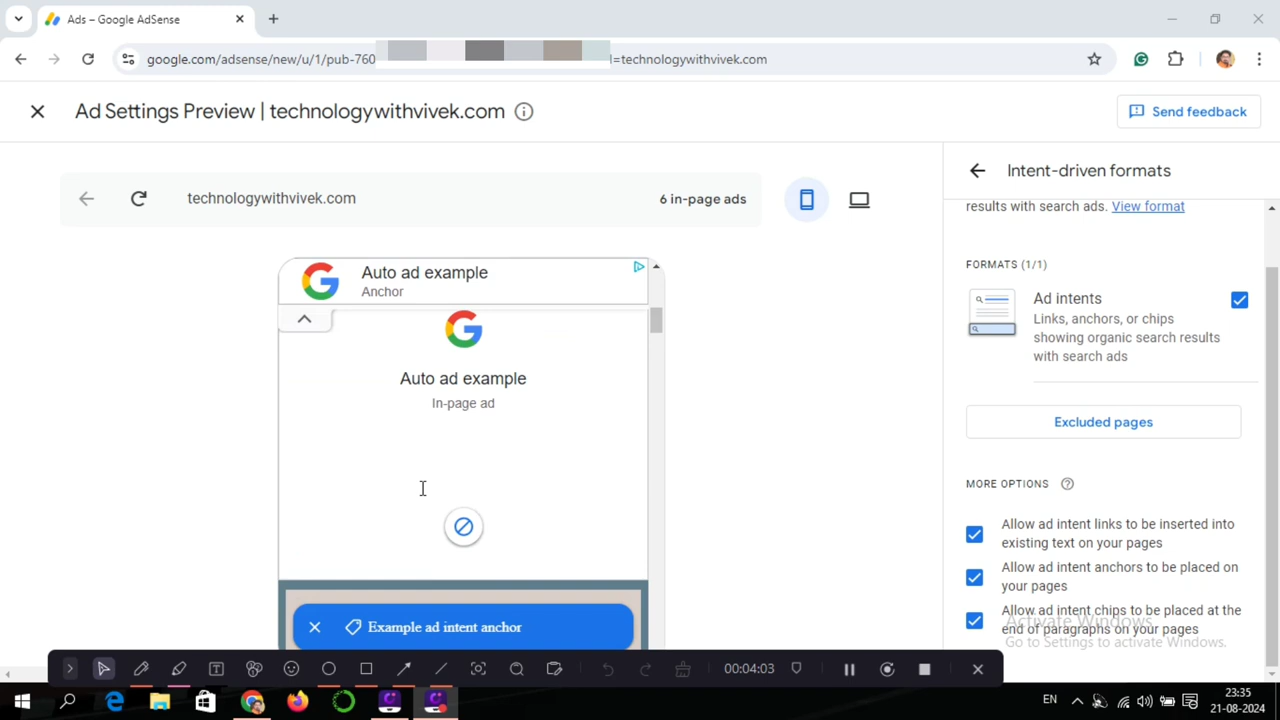 Ads – Google AdSense
google.com/adsense/new/u/1/pub-760
l=technologywithvivek.com
Ad Settings Preview | technologywithvivek.com
Send feedback
technologywithvivek.com
6 in-page ads
Auto ad example
Anchor
Auto ad example
In-page ad
Example ad intent anchor
Intent-driven formats
results with search ads. View format
FORMATS (1/1)
Ad intents
Links, anchors, or chips
showing organic search results
with search ads
Excluded pages
MORE OPTIONS
Allow ad intent links to be inserted into
existing text on your pages
Allow ad intent anchors to be placed on
your pages
Allow ad intent chips to be placed at the
end of paragraphs on your pages
Activate Windows
Go to Settings to activate Windows.
00:04:03
EN
23:35
21-08-2024